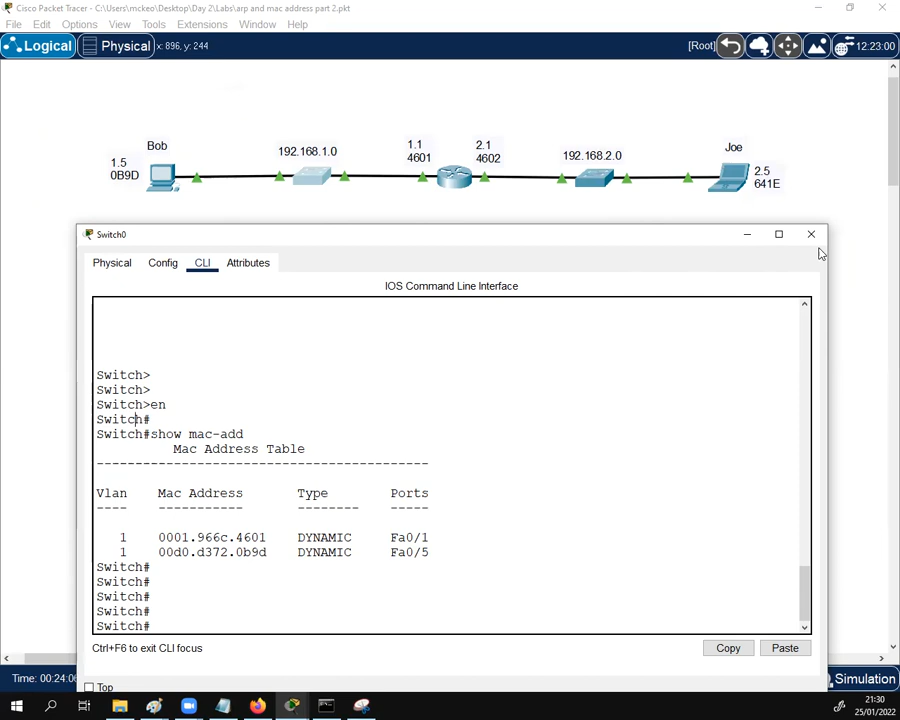 Cisco Packet Tracer - C:\Users\mckeo\Desktop\Day 2\Labs\arp and mac address part 2.pkt
File Edit Options View Tools Extensions Window Help
Logical Physical x: 896, y: 244 [Root] 12:23:00
Bob 192.168.1.0 1.1 4601 2.1 4602 192.168.2.0 Joe
1.5
0B9D
2.5
641E
Switch0
Physical Config CLI Attributes
IOS Command Line Interface
Switch>
Switch>
Switch>en
Switch#
Switch#show mac-add
Mac Address Table
-------------------------------------------
Vlan Mac Address Type Ports
---- ----------- -------- -----
1 0001.966c.4601 DYNAMIC Fa0/1
1 00d0.d372.0b9d DYNAMIC Fa0/5
Switch#
Switch#
Switch#
Switch#
Switch#
Ctrl+F6 to exit CLI focus Copy Paste
Top
Time: 00:24:06 Simulation
21:30
25/01/2022